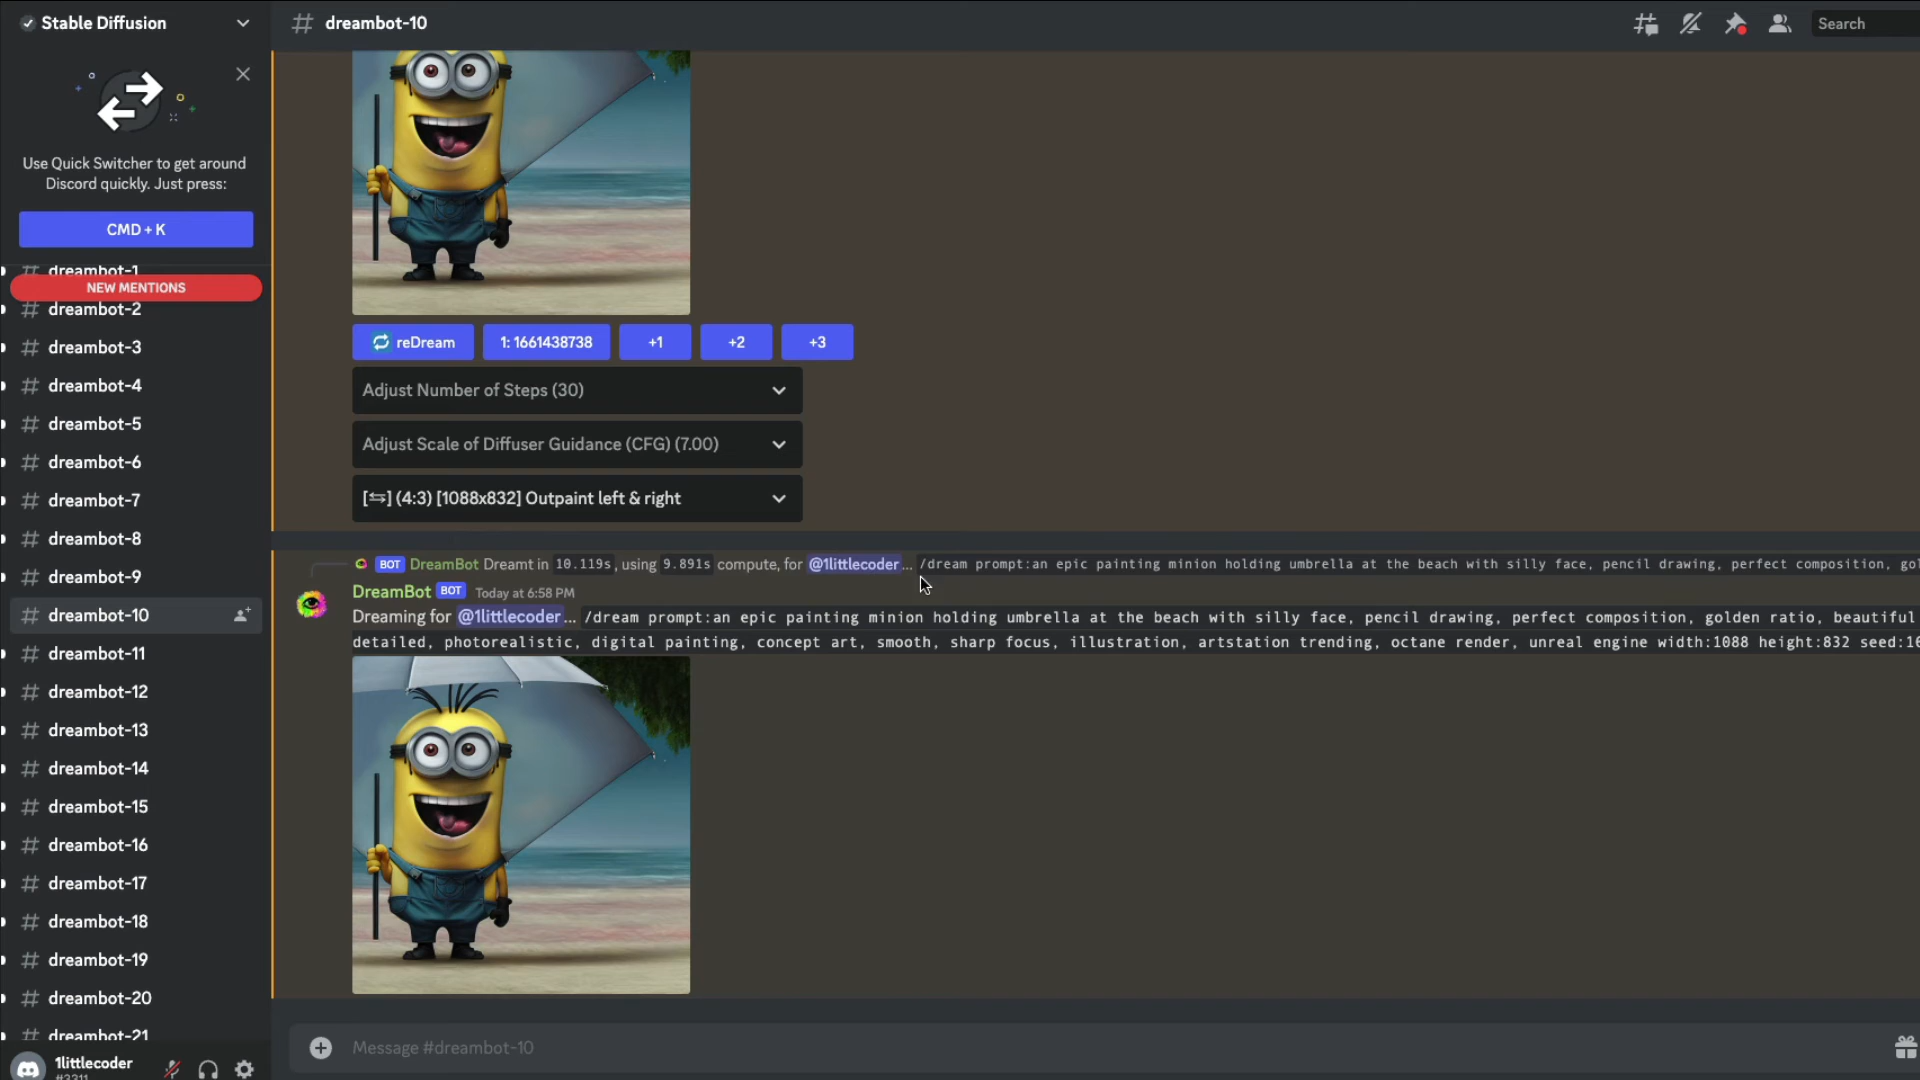 Stable Diffusion
Use Quick Switcher to get around
Discord quickly. Just press:
CMD + K
dreambot-1
NEW MENTIONS
# dreambot-2
# dreambot-3
# dreambot-4
# dreambot-5
# dreambot-6
# dreambot-7
# dreambot-8
# dreambot-9
# dreambot-10
# dreambot-11
# dreambot-12
# dreambot-13
# dreambot-14
# dreambot-15
# dreambot-16
# dreambot-17
# dreambot-18
# dreambot-19
# dreambot-20
# dreambot-21
1littlecoder
#3311
# dreambot-10
Search
reDream 1: 1661438738 +1 +2 +3
Adjust Number of Steps (30)
Adjust Scale of Diffuser Guidance (CFG) (7.00)
[⇆] (4:3) [1088x832] Outpaint left & right
BOT DreamBot Dreamt in 10.119s, using 9.891s compute, for @1littlecoder... /dream prompt:an epic painting minion holding umbrella at the beach with silly face, pencil drawing, perfect composition,
DreamBot BOT Today at 6:58 PM
Dreaming for @1littlecoder... /dream prompt:an epic painting minion holding umbrella at the beach with silly face, pencil drawing, perfect composition, golden ratio, beautiful
detailed, photorealistic, digital painting, concept art, smooth, sharp focus, illustration, artstation trending, octane render, unreal engine width:1088 height:832
Message #dreambot-10